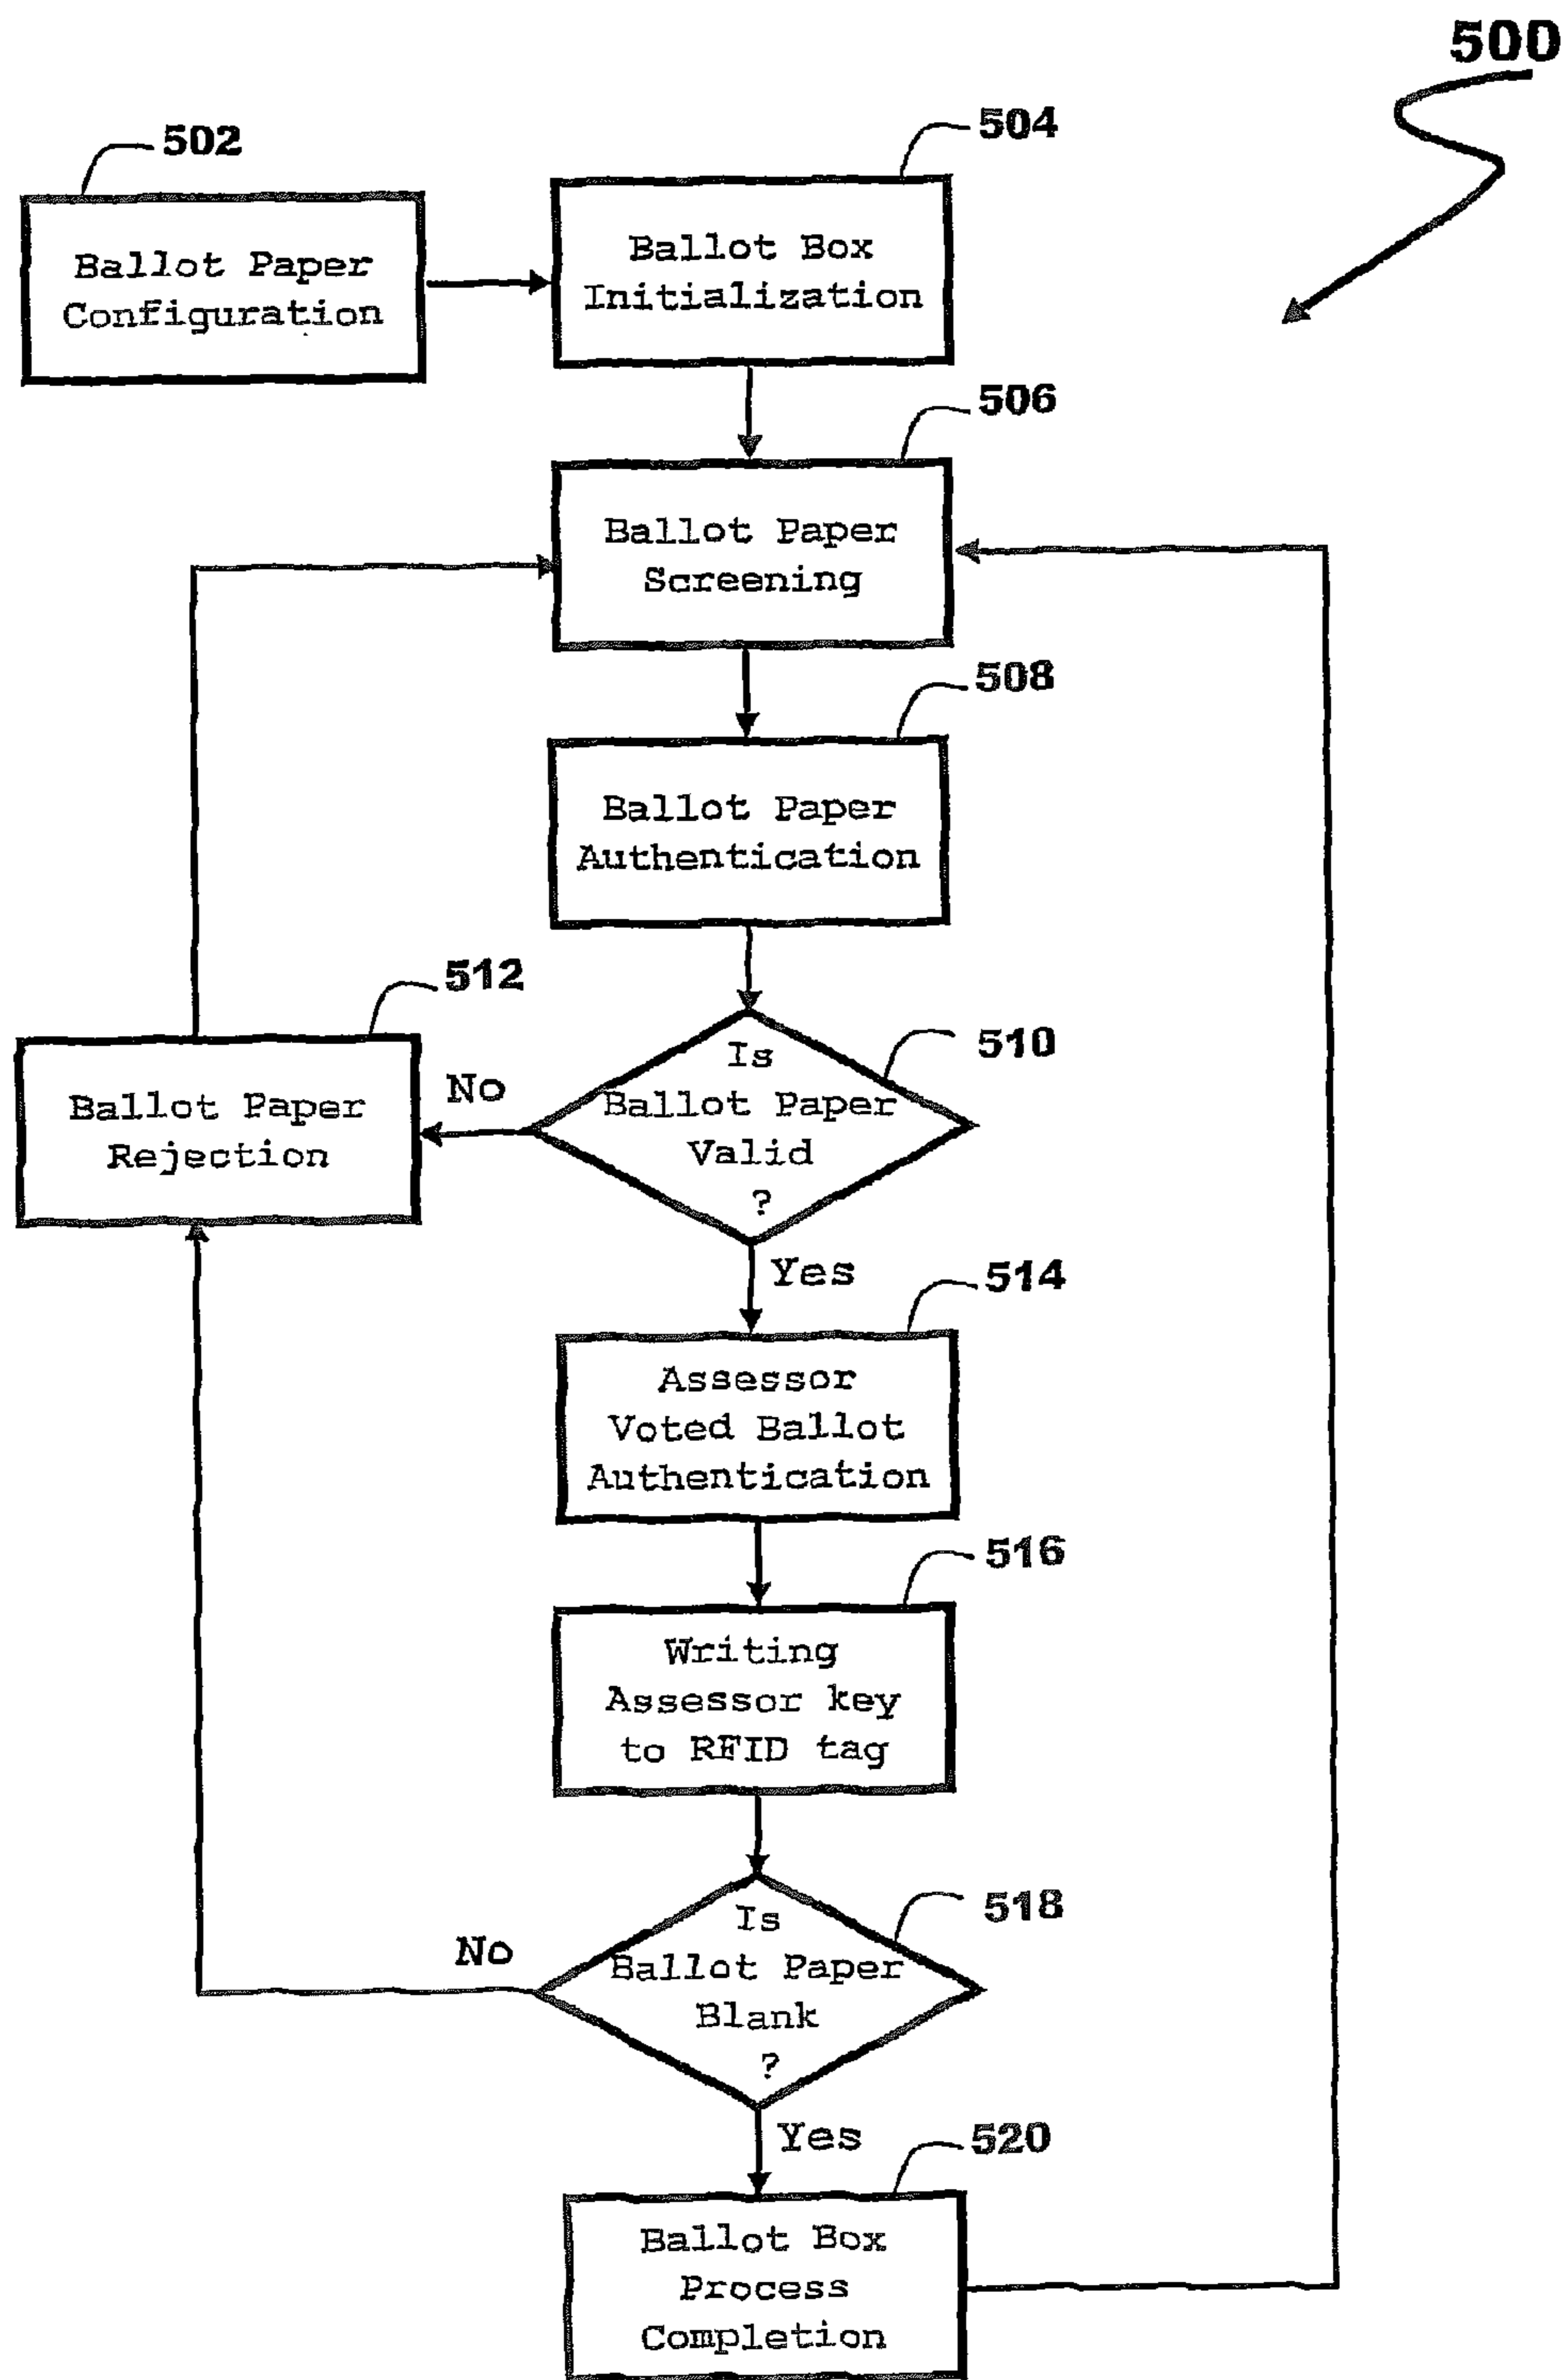 500
502
504
Ballot Paper
Configuration
Ballot Box
Initialization
506
Ballot Paper
Screening
508
Ballot Paper
Authentication
512
Ballot Paper
Rejection
No
510
Is
Ballot Paper
Valid
?
Yes
514
Assessor
Voted Ballot
Authentication
516
Writing
Assessor key
to RFID tag
518
Is
Ballot Paper
Blank
?
No
Yes
520
Ballot Box
Process
Completion